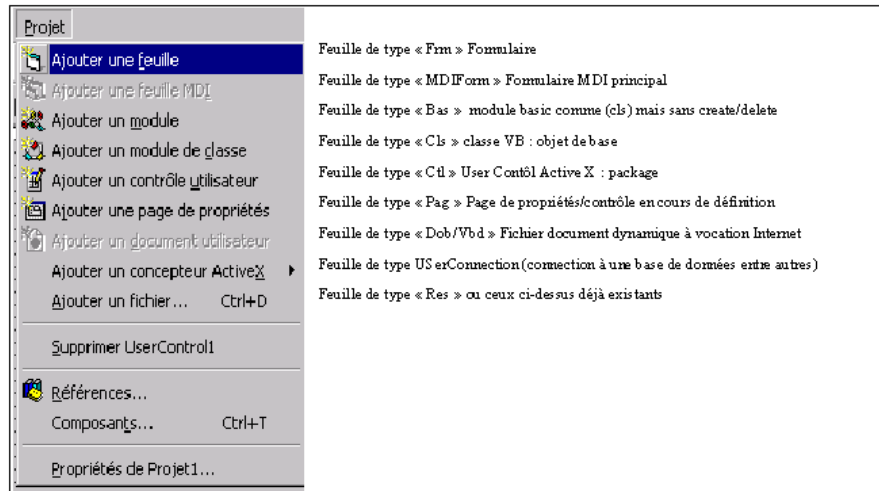 Projet
Ajouter une feuille
Feuille de type « Frm » Formulaire
Ajouter une feuille MDI
Feuille de type « MDIForm » Formulaire MDI principal
Ajouter un module
Feuille de type « Bas » module basic comme (cls) mais sans create/delete
Ajouter un module de classe
Feuille de type « Cls » classe VB : objet de base
Ajouter un contrôle utilisateur
Feuille de type « Ctl » User Contôl Active X : package
Ajouter une page de propriétés
Feuille de type « Pag » Page de propriétés/contrôle en cours de définition
Ajouter un document utilisateur
Feuille de type « Dob/Vbd » Fichier document dynamique à vocation Internet
Ajouter un concepteur ActiveX
Feuille de type USerConnection (connection à une base de données entre autres)
Ajouter un fichier... Ctrl+D
Feuille de type « Res » ou ceux ci-dessus déjà existants
Supprimer UserControl1
Références...
Composants... Ctrl+T
Propriétés de Projet1...